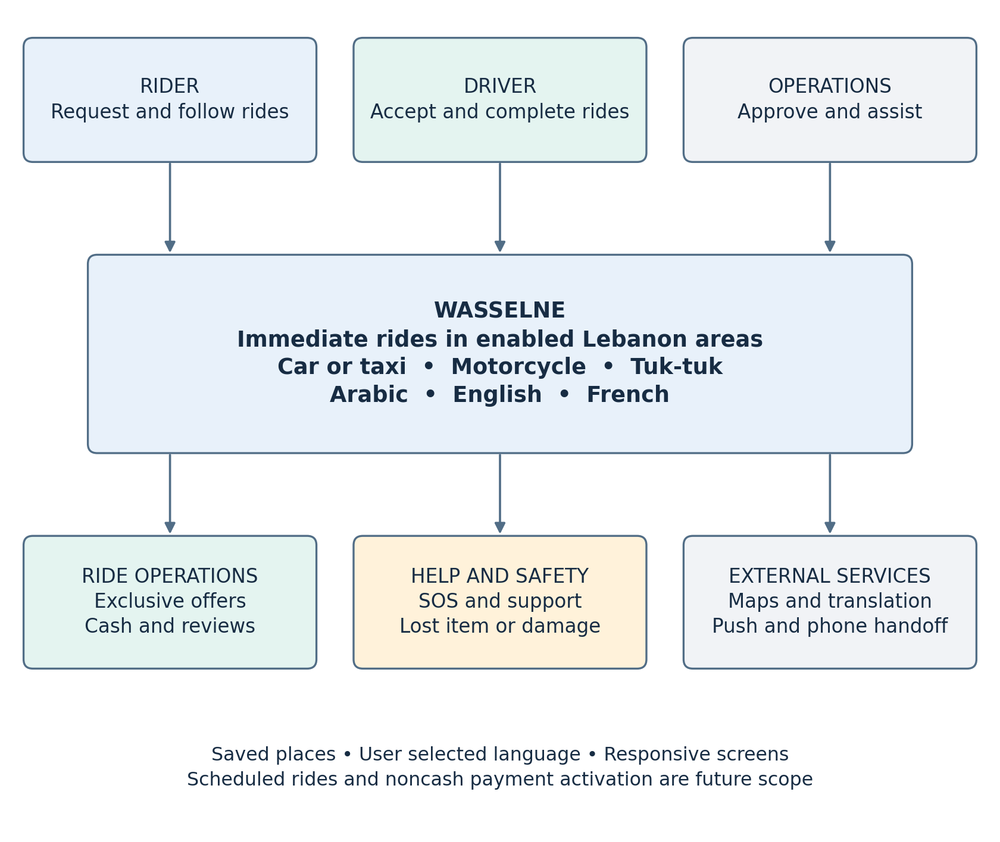 RIDER
Request and follow rides
DRIVER
Accept and complete rides
OPERATIONS
Approve and assist
WASSELNE
Immediate rides in enabled Lebanon areas
Car or taxi • Motorcycle • Tuk-tuk
Arabic • English • French
RIDE OPERATIONS
Exclusive offers
Cash and reviews
HELP AND SAFETY
SOS and support
Lost item or damage
EXTERNAL SERVICES
Maps and translation
Push and phone handoff
Saved places • User selected language • Responsive screens
Scheduled rides and noncash payment activation are future scope